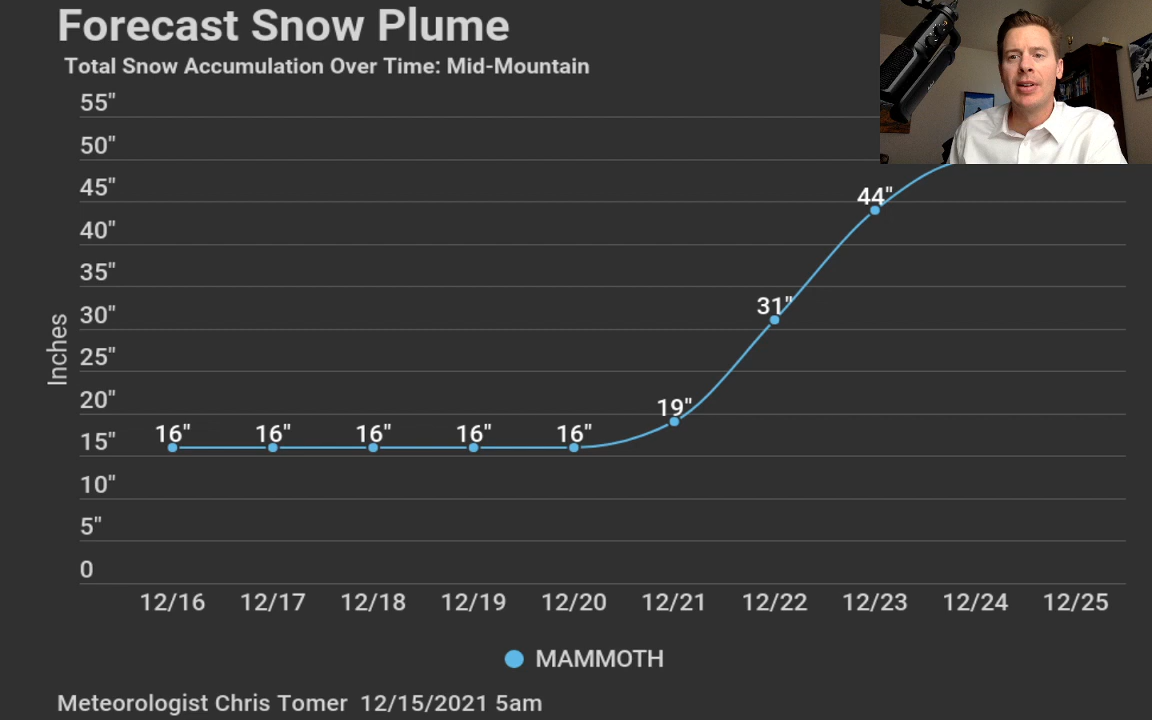 Forecast Snow Plume
Total Snow Accumulation Over Time: Mid-Mountain
55"
50"
45"
40"
35"
30"
25"
20"
15"
10"
5"
0
Inches
16" 16" 16" 16" 16" 19" 31" 44"
12/16 12/17 12/18 12/19 12/20 12/21 12/22 12/23 12/24 12/25
MAMMOTH
Meteorologist Chris Tomer 12/15/2021 5am